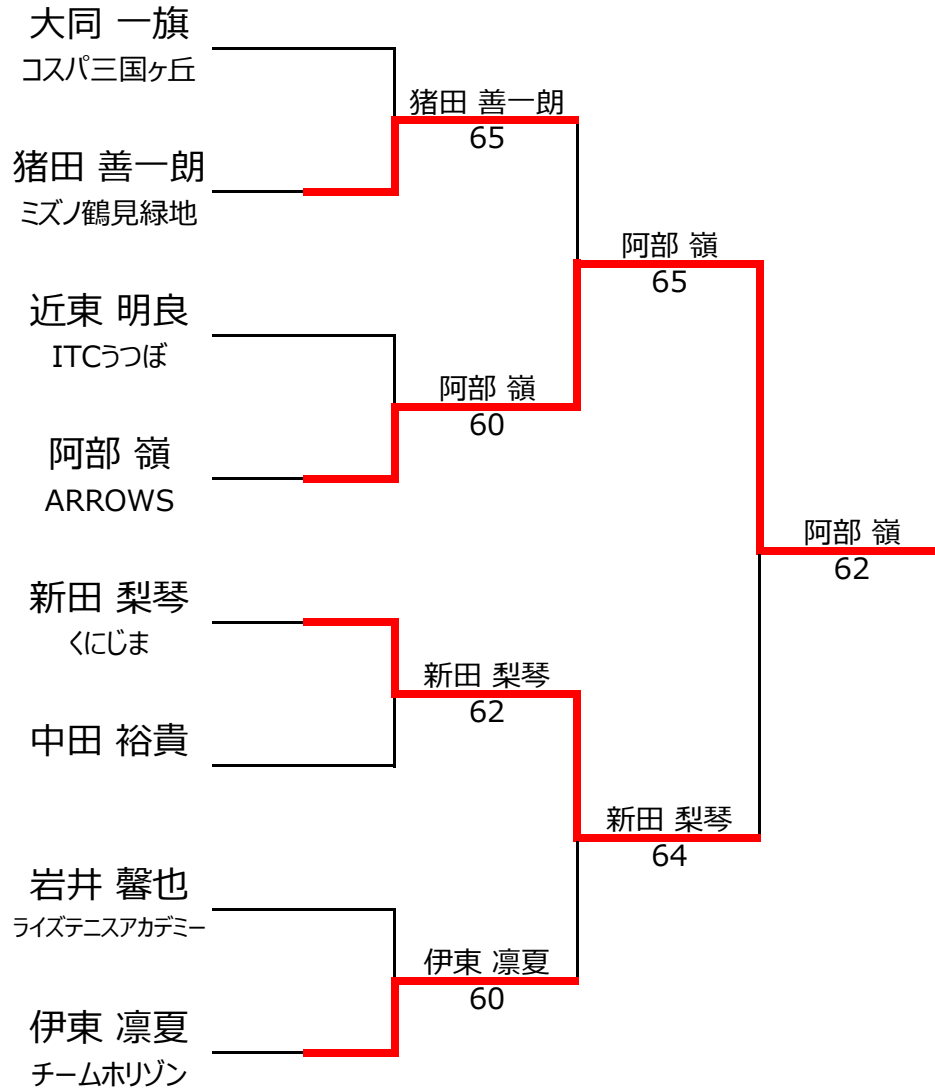 大同 一旗
コスパ三国ヶ丘
猪田 善一朗
65
猪田 善一朗
ミズノ鶴見緑地
阿部 嶺
65
近東 明良
ITCうつぼ
阿部 嶺
60
阿部 嶺
ARROWS
阿部 嶺
62
新田 梨琴
くにじま
新田 梨琴
62
中田 裕貴
新田 梨琴
64
岩井 馨也
ライズテニスアカデミー
伊東 凛夏
60
伊東 凛夏
チームホリゾン